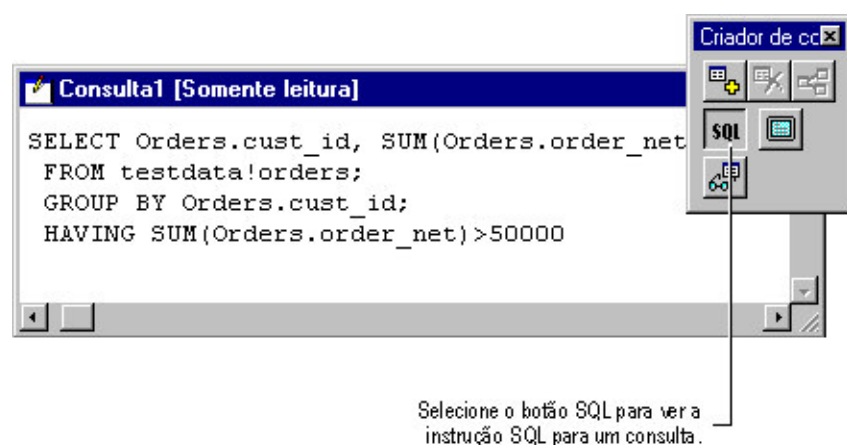 Criador de co
Consulta1 [Somente leitura]
SQL
SELECT Orders.cust_id, SUM(Orders.order_net
FROM testdata!orders;
GROUP BY Orders.cust_id;
HAVING SUM(Orders.order_net)>50000
Selecione o botão SQL para ver a
instrução SQL para um consulta.